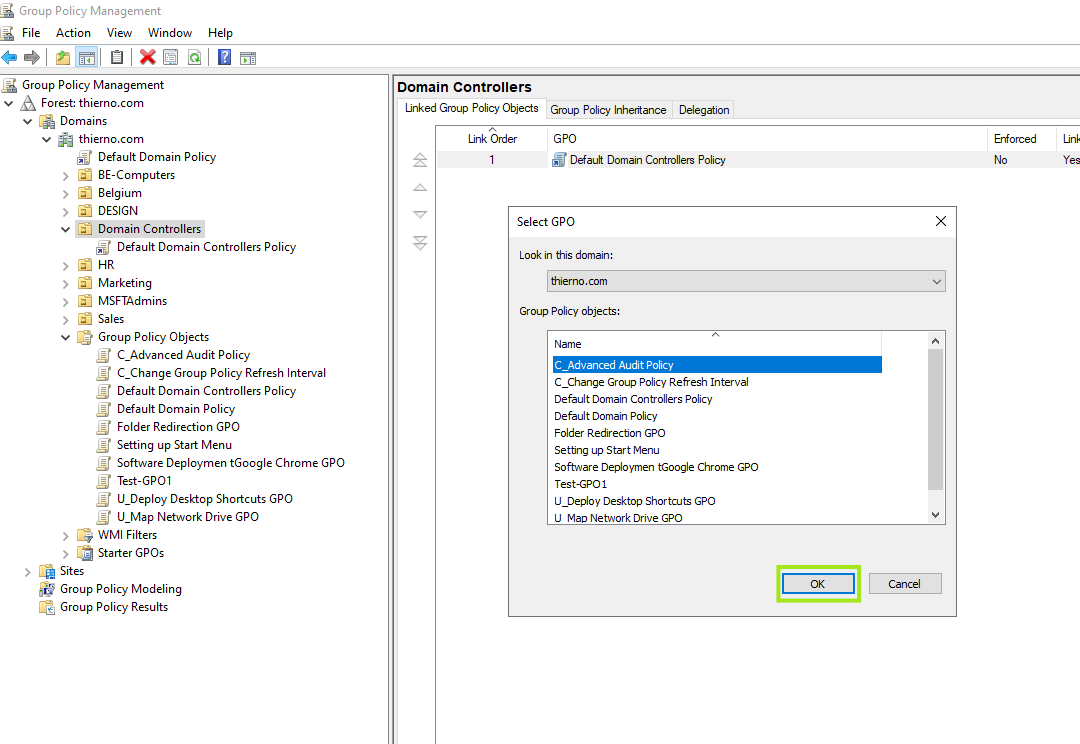 Group Policy Management
File Action View Window Help
Group Policy Management
Forest: thierno.com
Domains
thierno.com
Default Domain Policy
BE-Computers
Belgium
DESIGN
Domain Controllers
Default Domain Controllers Policy
HR
Marketing
MSFTAdmins
Sales
Group Policy Objects
C_Advanced Audit Policy
C_Change Group Policy Refresh Interval
Default Domain Controllers Policy
Default Domain Policy
Folder Redirection GPO
Setting up Start Menu
Software Deploymen tGoogle Chrome GPO
Test-GPO1
U_Deploy Desktop Shortcuts GPO
U_Map Network Drive GPO
WMI Filters
Starter GPOs
Sites
Group Policy Modeling
Group Policy Results
Domain Controllers
Linked Group Policy Objects Group Policy Inheritance Delegation
Link Order GPO Enforced Link
1 Default Domain Controllers Policy No Yes
Select GPO
Look in this domain:
thierno.com
Group Policy objects:
Name
C_Advanced Audit Policy
C_Change Group Policy Refresh Interval
Default Domain Controllers Policy
Default Domain Policy
Folder Redirection GPO
Setting up Start Menu
Software Deploymen tGoogle Chrome GPO
Test-GPO1
U_Deploy Desktop Shortcuts GPO
U_Map Network Drive GPO
OK Cancel